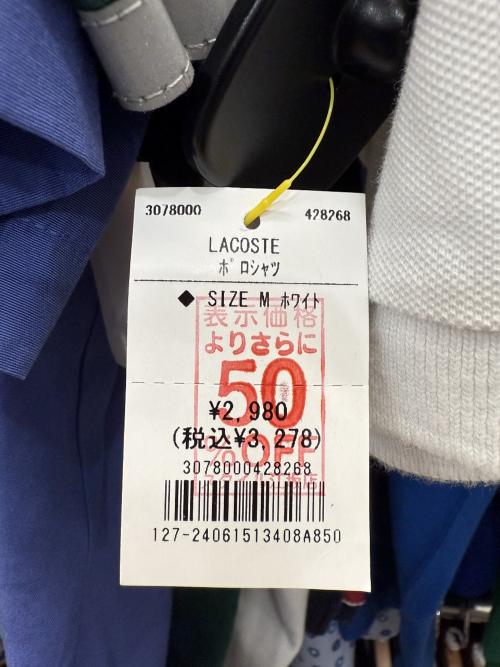 3078000 428268
LACOSTE
ポロシャツ
◆ SIZE M ホワイト
表示価格
よりさらに
50
¥2,980
(税込¥3,278)
%OFF
3078000428268
127-24061513408A850